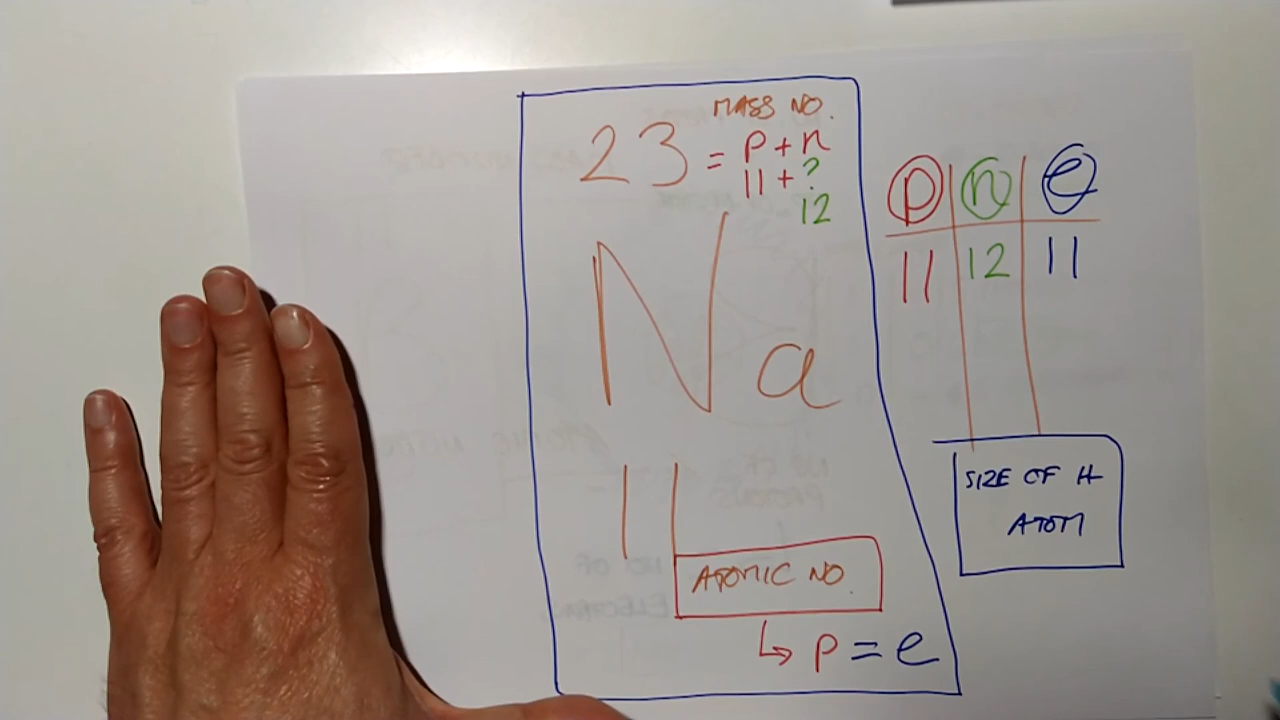 MASS NO.
23 = p + n
11 + ?
12
Na
11
ATOMIC NO.
↳ p = e
p n e
11 12 11
SIZE OF H
ATOM